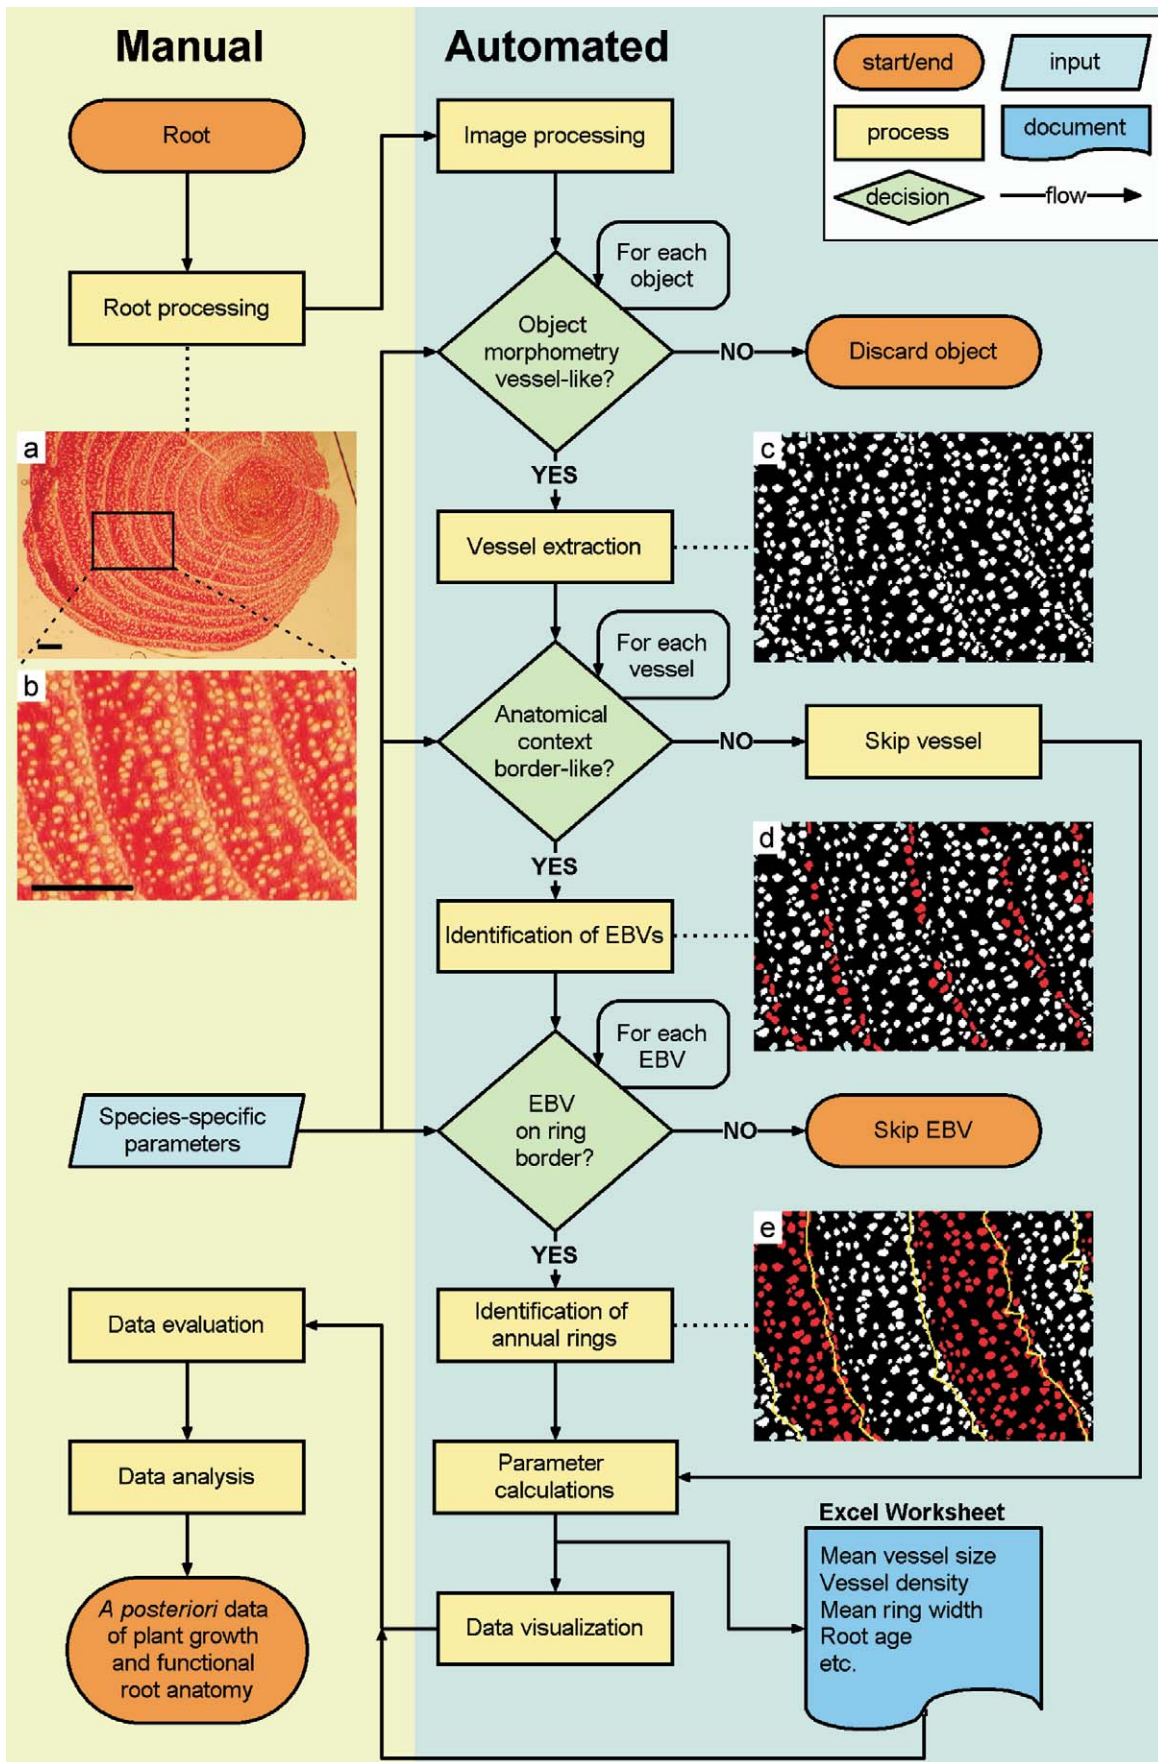 Manual
Automated
start/end
input
process
document
decision
flow
Root
Image processing
For each
object
Root processing
Object
morphometry
vessel-like?
NO
Discard object
YES
a
c
Vessel extraction
For each
vessel
b
Anatomical
context
border-like?
NO
Skip vessel
YES
d
Identification of EBVs
For each
EBV
Species-specific
parameters
EBV
on ring
border?
NO
Skip EBV
YES
e
Data evaluation
Identification of
annual rings
Data analysis
Parameter
calculations
Excel Worksheet
Mean vessel size
Vessel density
Mean ring width
Root age
etc.
Data visualization
A posteriori data
of plant growth
and functional
root anatomy